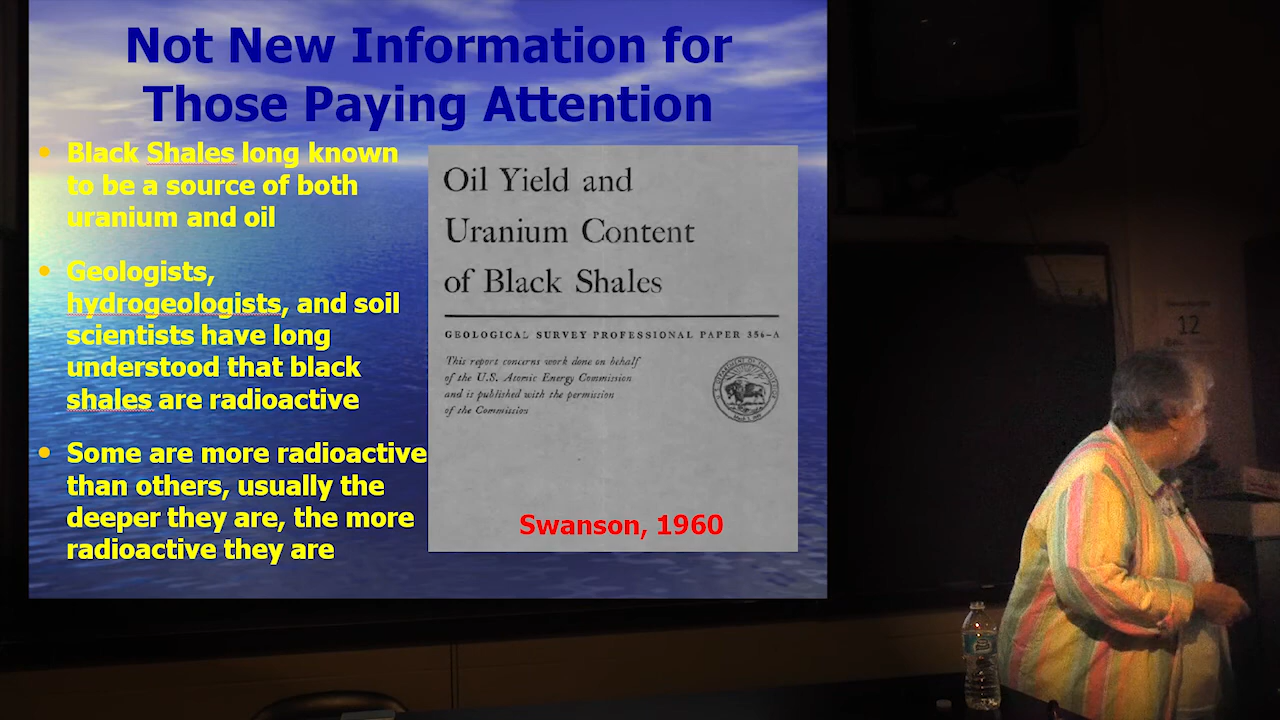 Not New Information for
Those Paying Attention
• Black Shales long known
to be a source of both
uranium and oil
• Geologists,
hydrogeologists, and soil
scientists have long
understood that black
shales are radioactive
• Some are more radioactive
than others, usually the
deeper they are, the more
radioactive they are
Oil Yield and
Uranium Content
of Black Shales
GEOLOGICAL SURVEY PROFESSIONAL PAPER 356-A
This report concerns work done on behalf
of the U.S. Atomic Energy Commission
and is published with the permission
of the Commission
Swanson, 1960
12